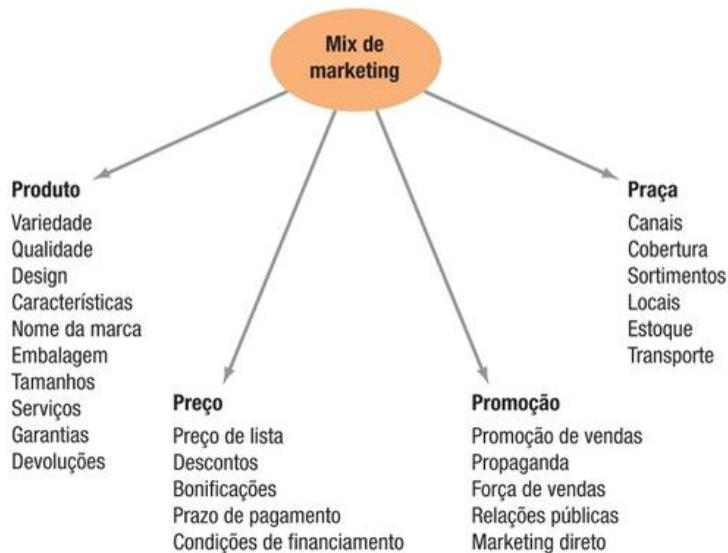 Mix de
marketing
Produto
Variedade
Qualidade
Design
Características
Nome da marca
Embalagem
Tamanhos
Serviços
Garantias
Devoluções
Preço
Preço de lista
Descontos
Bonificações
Prazo de pagamento
Condições de financiamento
Promoção
Promoção de vendas
Propaganda
Força de vendas
Relações públicas
Marketing direto
Praça
Canais
Cobertura
Sortimentos
Locais
Estoque
Transporte